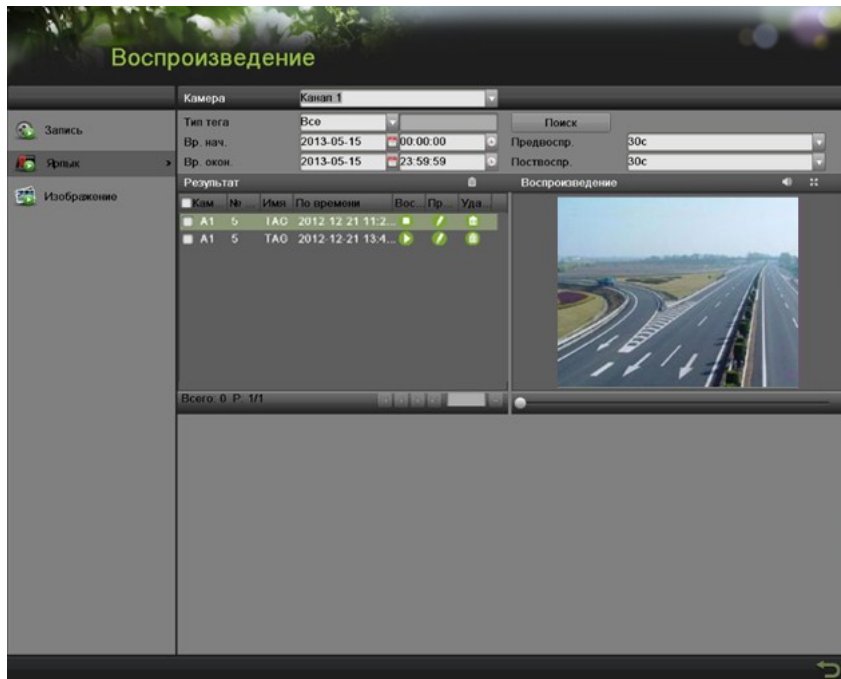 Воспроизведение
Камера Канал 1
Запись
Ярлык
Изображение
Тип тега Все Поиск
Вр. нач. 2013-05-15 00:00:00 Предвоспр. 30с
Вр. окон. 2013-05-15 23:59:59 Поствоспр. 30с
Результат Воспроизведение
Кам... № ... Имя По времени Вос... Пр... Уда...
A1 5 TAG 2012-12-21 11:2...
A1 5 TAG 2012-12-21 13:4...
Всего: 0 P: 1/1